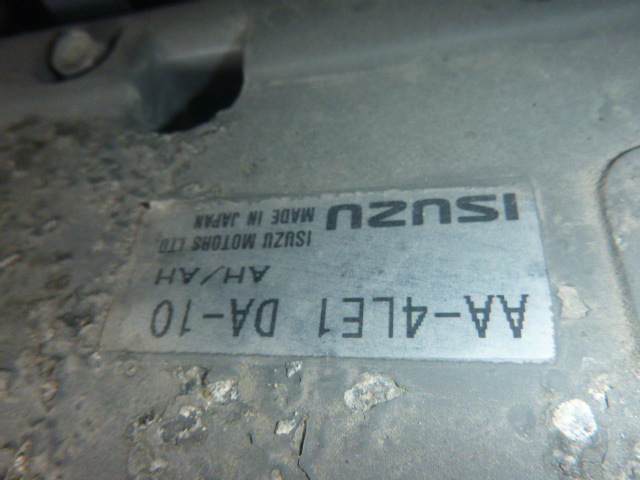 AA-4LE1 DA-10
AH/AH
ISUZU
ISUZU MOTORS LTD.
MADE IN JAPAN